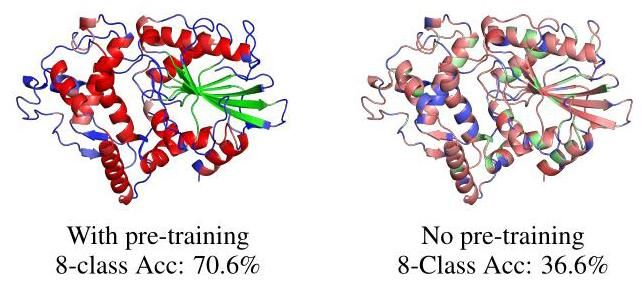 With pre-training
8-class Acc: 70.6%
No pre-training
8-Class Acc: 36.6%